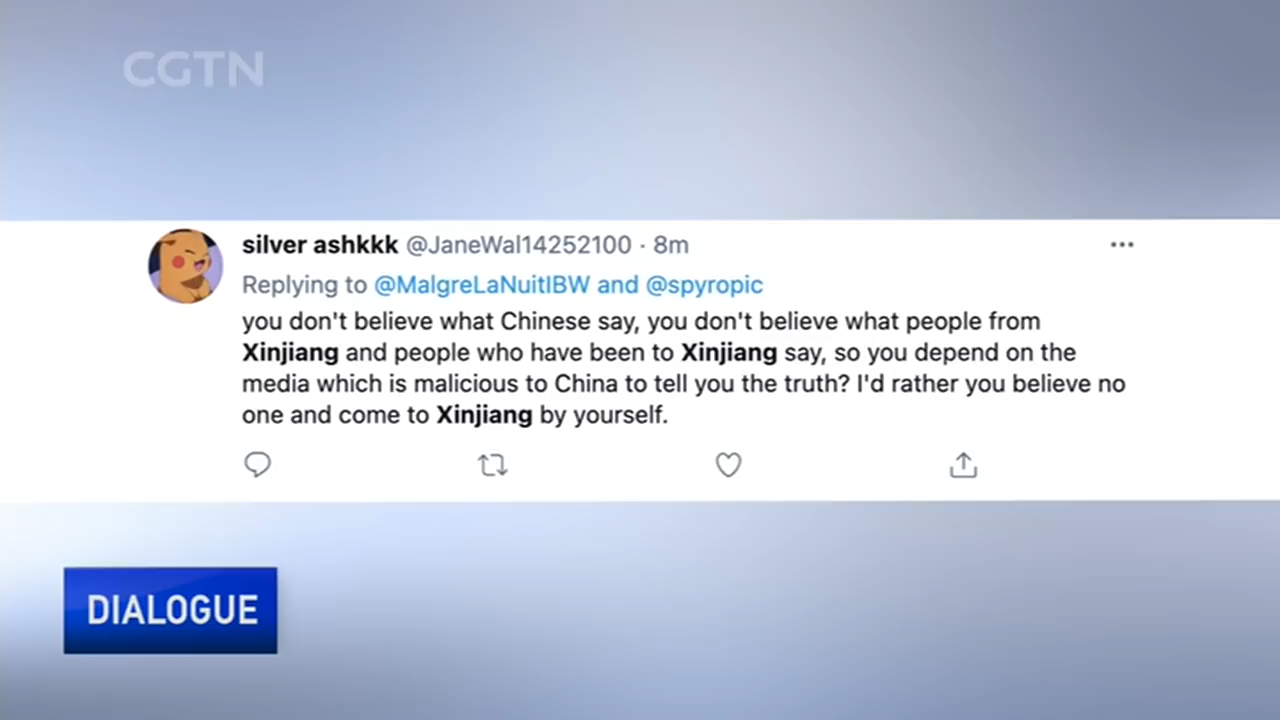 CGTN
silver ashkkk @JaneWal14252100 · 8m
Replying to @MalgreLaNuitIBW and @spyropic
you don't believe what Chinese say, you don't believe what people from
Xinjiang and people who have been to Xinjiang say, so you depend on the
media which is malicious to China to tell you the truth? I'd rather you believe no
one and come to Xinjiang by yourself.
DIALOGUE